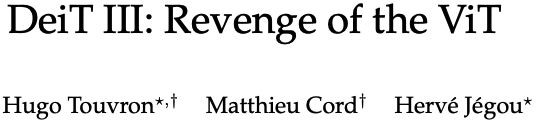 DeiT III: Revenge of the ViT
Hugo Touvron⋆,† Matthieu Cord† Hervé Jégou⋆